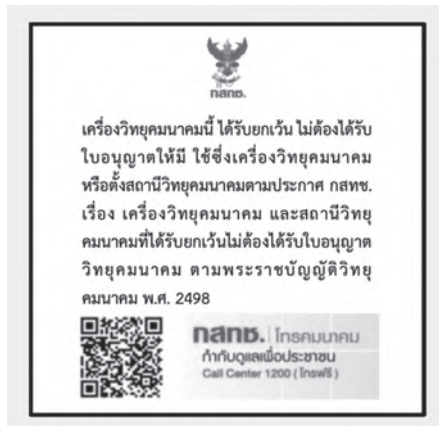 กสทช.
เครื่องวิทยุคมนาคมนี้ ได้รับยกเว้น ไม่ต้องได้รับ
ใบอนุญาตให้มี ใช้ซึ่งเครื่องวิทยุคมนาคม
หรือตั้งสถานีวิทยุคมนาคมตามประกาศ กสทช.
เรื่อง เครื่องวิทยุคมนาคม และสถานีวิทยุ
คมนาคมที่ได้รับยกเว้นไม่ต้องได้รับใบอนุญาต
วิทยุคมนาคม ตามพระราชบัญญัติวิทยุ
คมนาคม พ.ศ. 2498
กสทช. โทรคมนาคม
กำกับดูแลเพื่อประชาชน
Call Center 1200 (โทรฟรี)